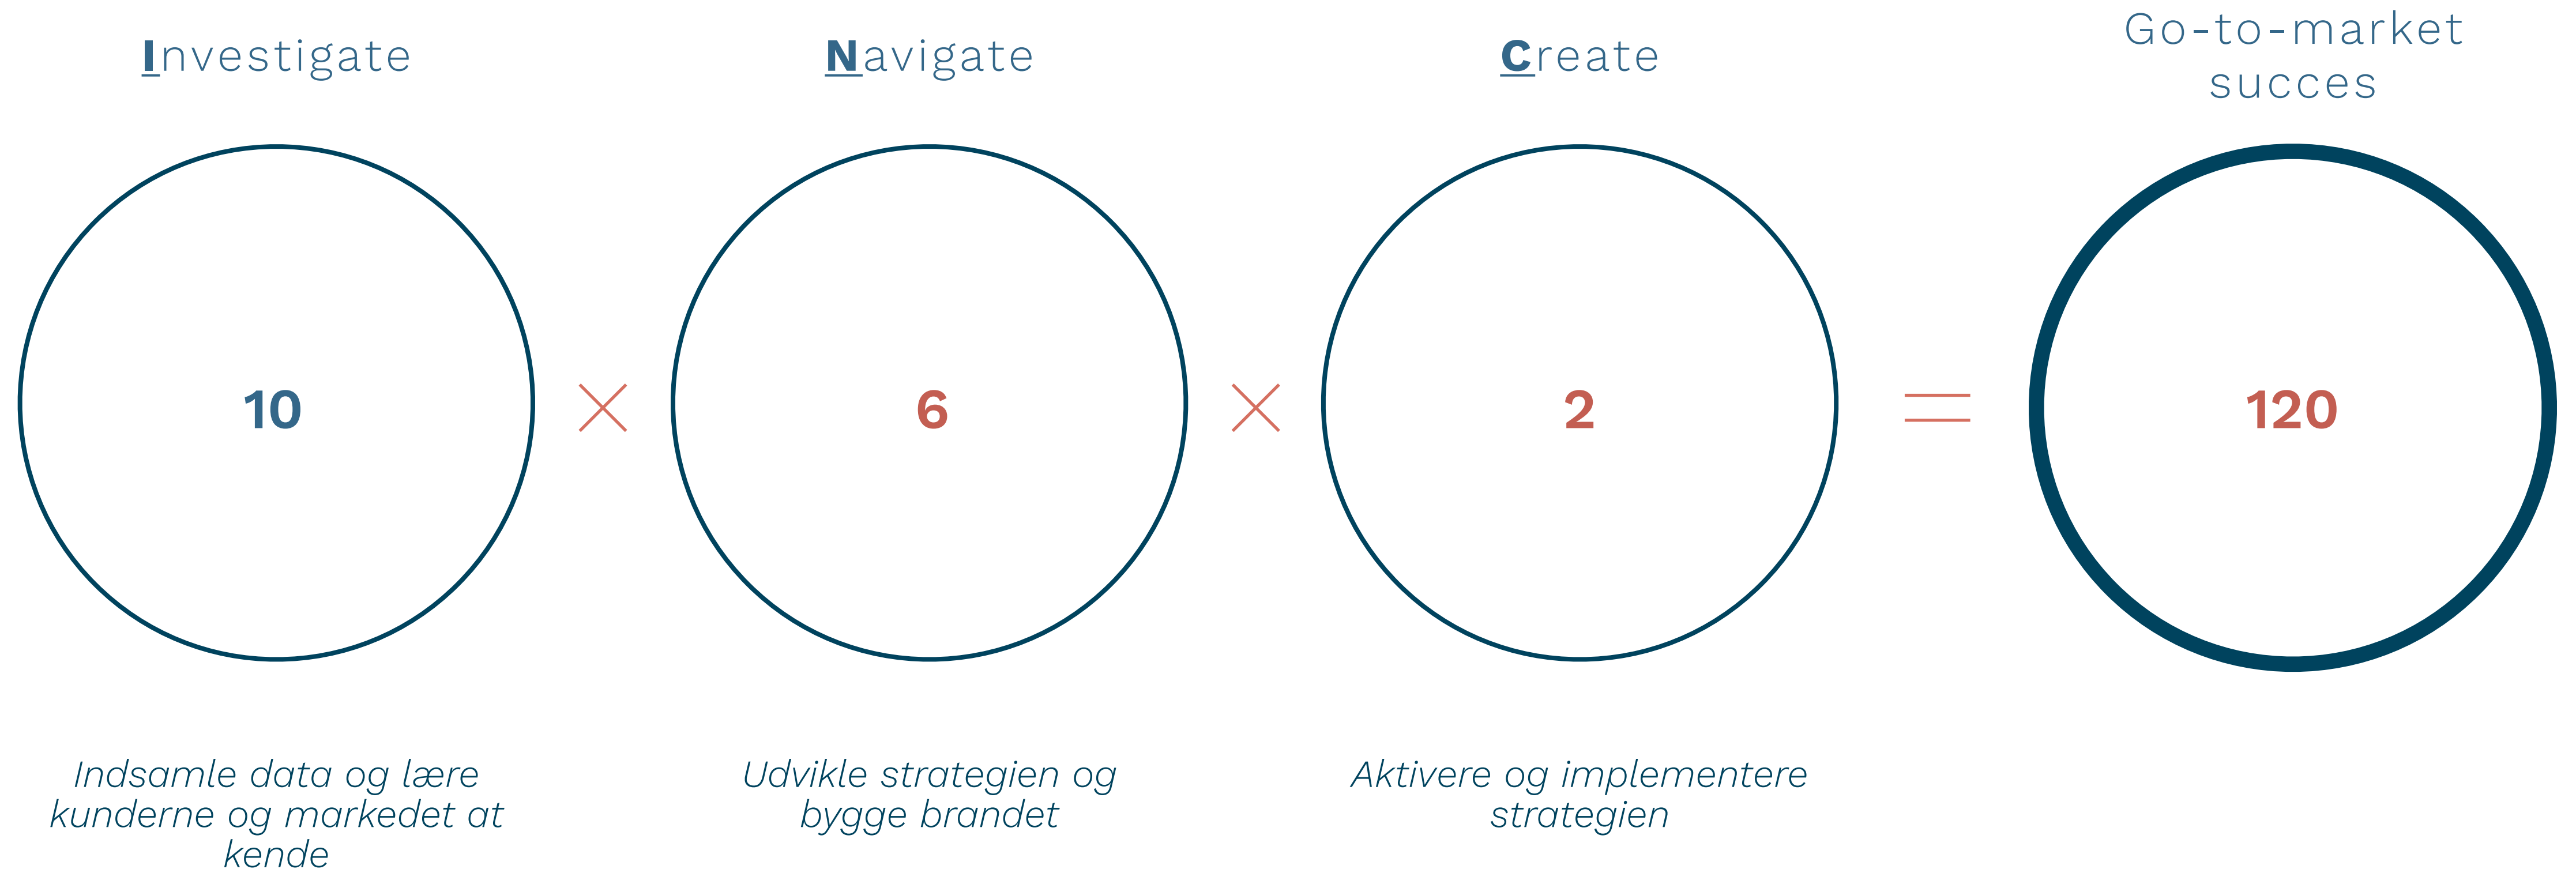 Investigate
Navigate
Create
Go-to-market
succes
10
×
6
×
2
=
120
Indsamle data og lære
kunderne og markedet at
kende
Udvikle strategien og
bygge brandet
Aktivere og implementere
strategien